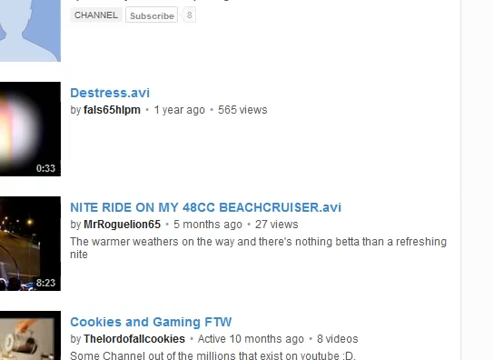 CHANNEL Subscribe 8
Destress.avi
by fals65hlpm • 1 year ago • 565 views
0:33
NITE RIDE ON MY 48CC BEACHCRUISER.avi
by MrRoguelion65 • 5 months ago • 27 views
The warmer weathers on the way and there's nothing betta than a refreshing
nite
8:23
Cookies and Gaming FTW
by Thelordofallcookies • Active 10 months ago • 8 videos
Some Channel out of the millions that exist on youtube :D.